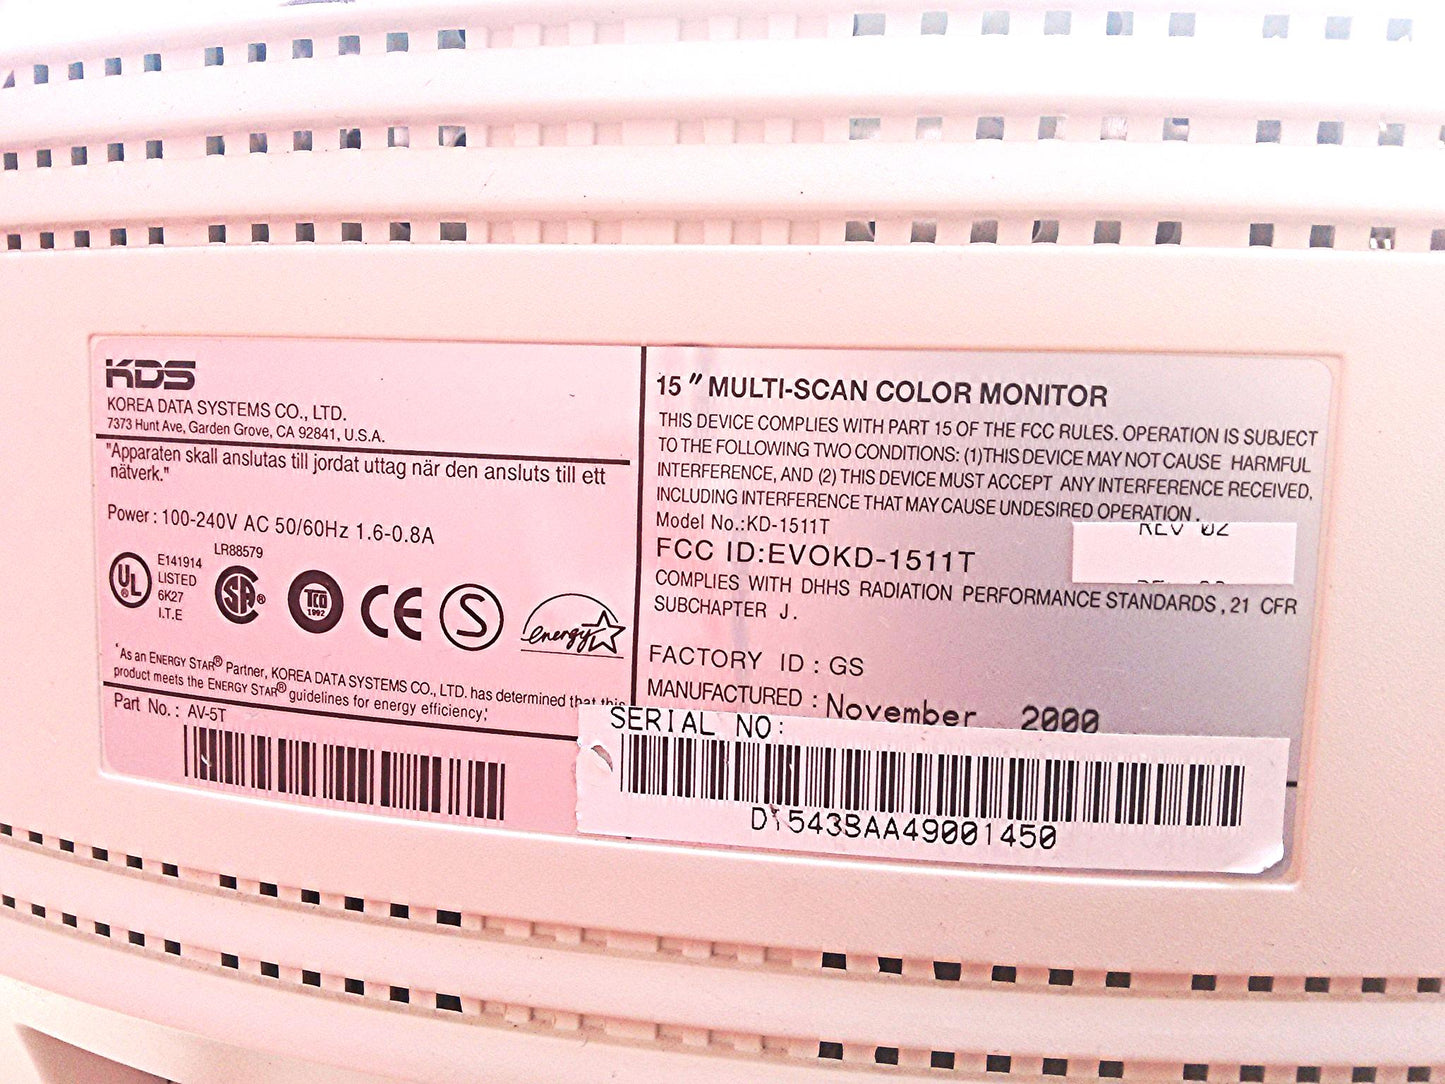 KDS
KOREA DATA SYSTEMS CO., LTD.
7373 Hunt Ave, Garden Grove, CA 92841, U.S.A.
"Apparaten skall anslutas till jordat uttag när den ansluts till ett
nätverk."
Power : 100-240V AC 50/60Hz 1.6-0.8A
UL
®
E141914
LISTED
6K27
I.T.E
LR88579
SA®
TCO
1992
CE
S
energy
*As an ENERGY STAR® Partner, KOREA DATA SYSTEMS CO., LTD. has determined that this
product meets the ENERGY STAR® guidelines for energy efficiency;
Part No. : AV-5T
15" MULTI-SCAN COLOR MONITOR
THIS DEVICE COMPLIES WITH PART 15 OF THE FCC RULES. OPERATION IS SUBJECT
TO THE FOLLOWING TWO CONDITIONS: (1)THIS DEVICE MAY NOT CAUSE HARMFUL
INTERFERENCE, AND (2) THIS DEVICE MUST ACCEPT ANY INTERFERENCE RECEIVED,
INCLUDING INTERFERENCE THAT MAY CAUSE UNDESIRED OPERATION.
Model No.:KD-1511T
REV 02
FCC ID:EVOKD-1511T
COMPLIES WITH DHHS RADIATION PERFORMANCE STANDARDS, 21 CFR
SUBCHAPTER J.
FACTORY ID : GS
MANUFACTURED : November 2000
SERIAL NO:
D1543BAA49001450